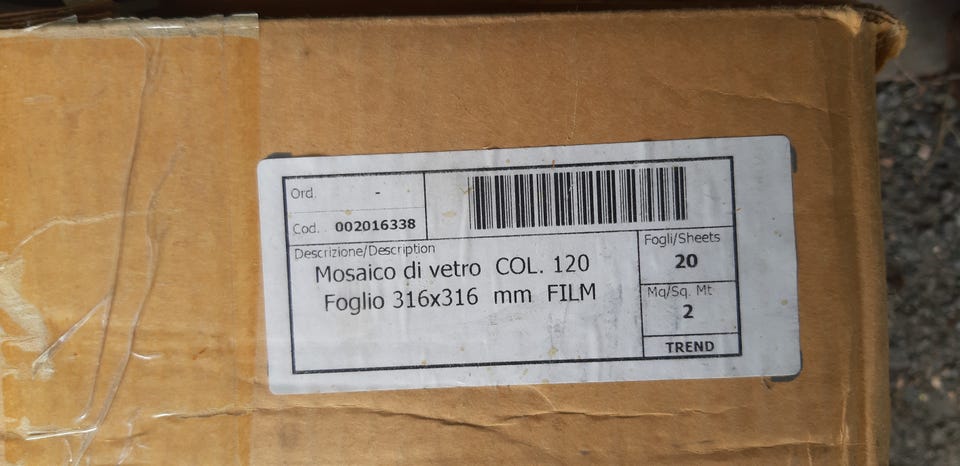 Ord. -
Cod. 002016338
Descrizione/Description
Mosaico di vetro COL. 120
Foglio 316x316 mm FILM
Fogli/Sheets
20
Mq/Sq. Mt
2
TREND